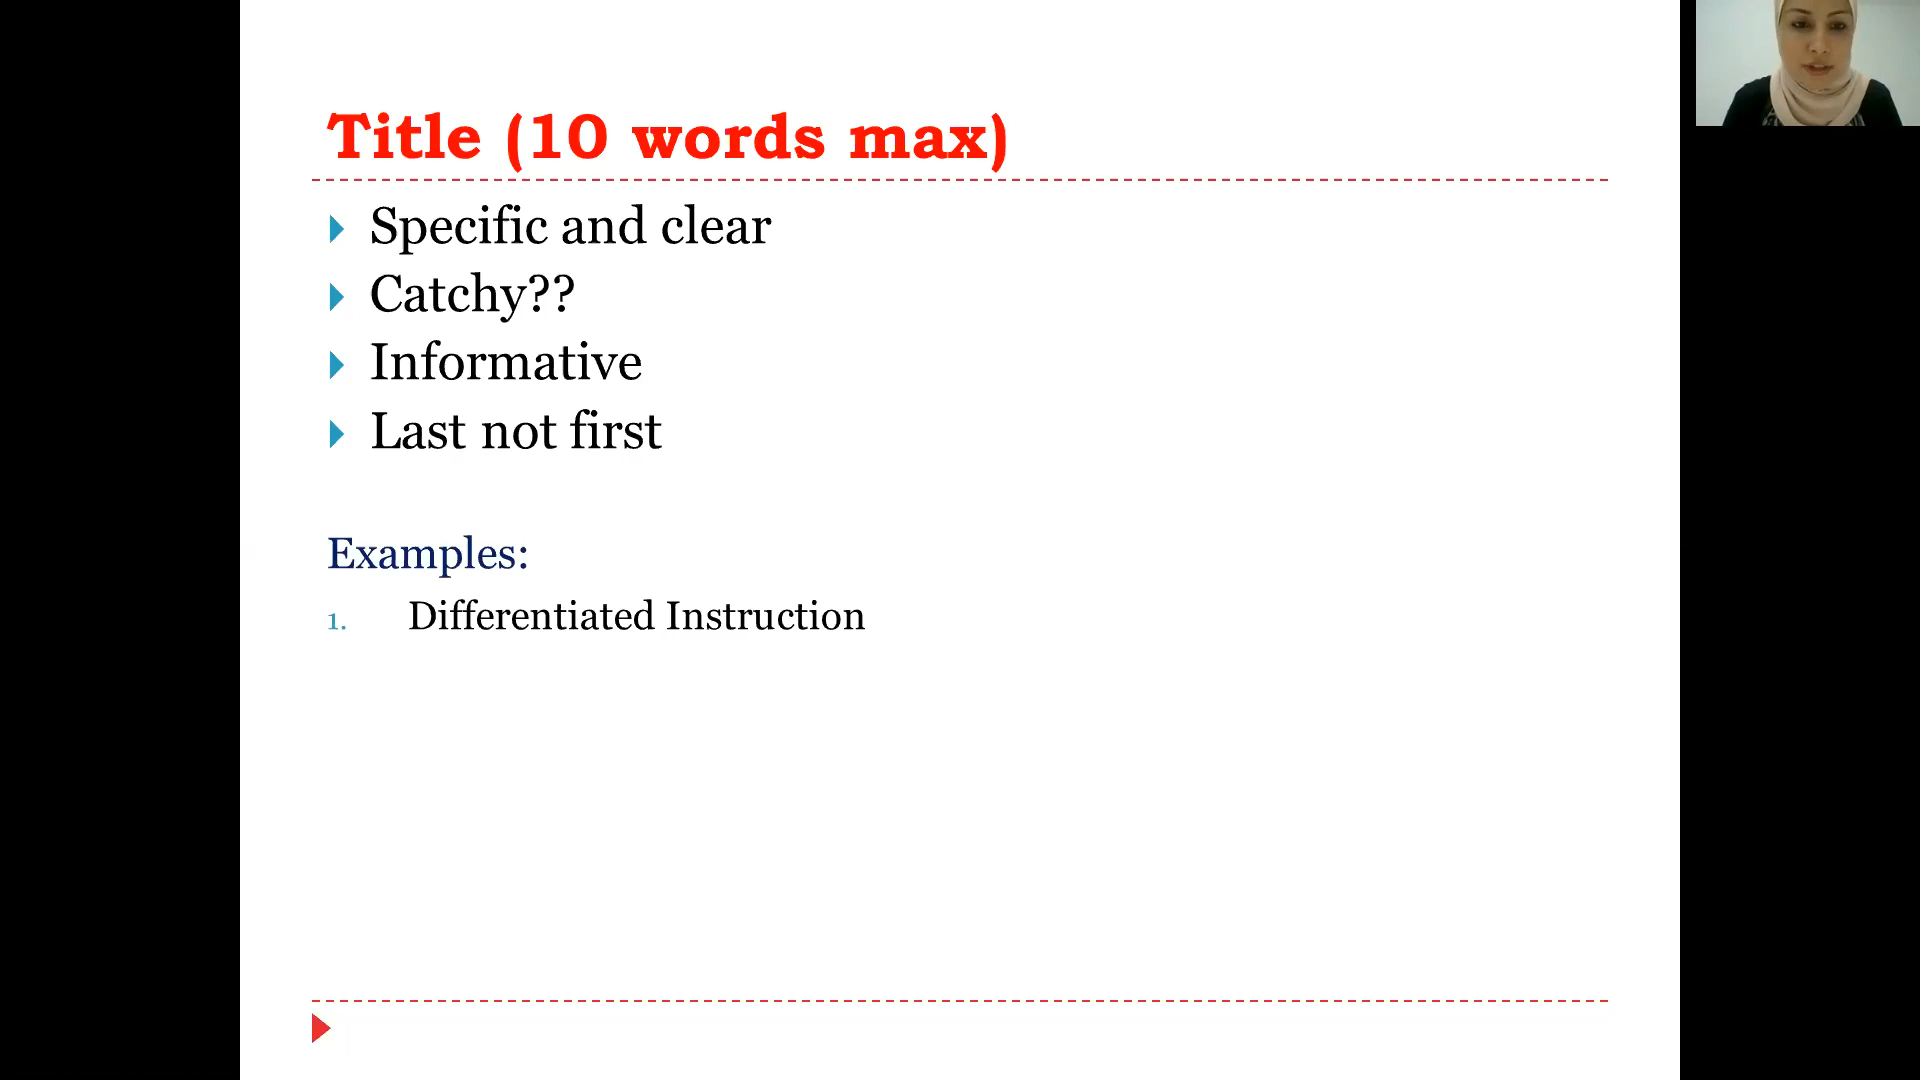 Title (10 words max)
Specific and clear
Catchy??
Informative
Last not first
Examples:
1. Differentiated Instruction